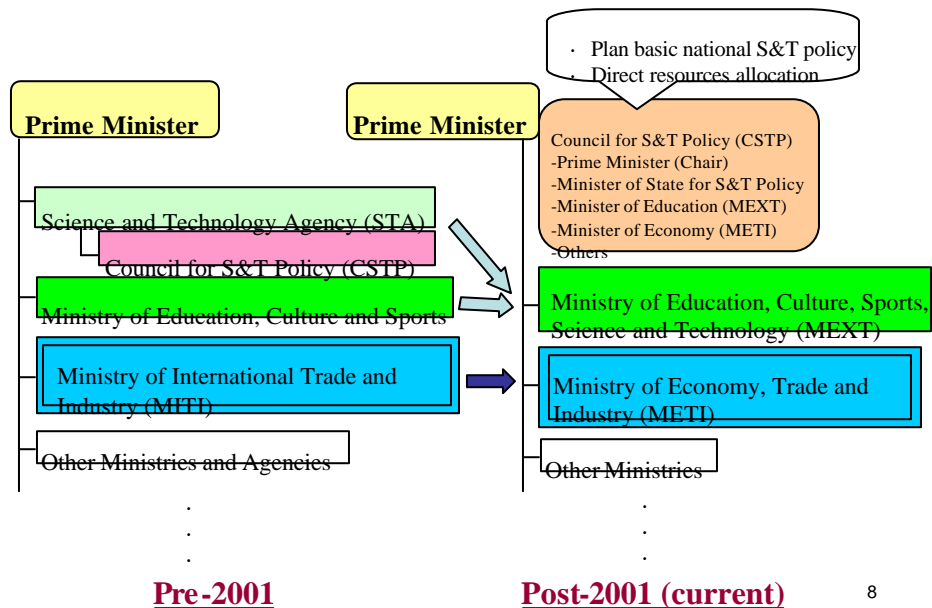 · Plan basic national S&T policy
· Direct resources allocation
Prime Minister
Science and Technology Agency (STA)
Council for S&T Policy (CSTP)
Ministry of Education, Culture and Sports
Ministry of International Trade and
Industry (MITI)
Other Ministries and Agencies
.
.
.
Pre-2001
Prime Minister
Council for S&T Policy (CSTP)
-Prime Minister (Chair)
-Minister of State for S&T Policy
-Minister of Education (MEXT)
-Minister of Economy (METI)
-Others
Ministry of Education, Culture, Sports,
Science and Technology (MEXT)
Ministry of Economy, Trade and
Industry (METI)
Other Ministries
.
.
.
Post-2001 (current)
8